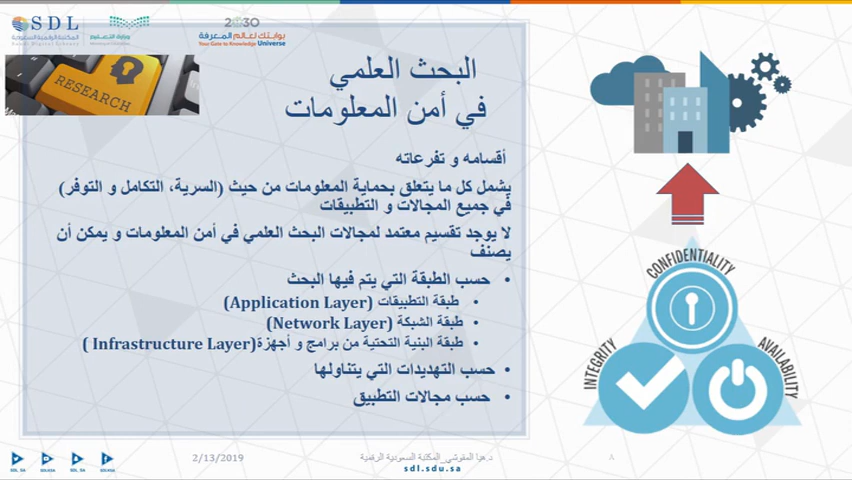 SDL
المكتبة الرقمية السعودية
Saudi Digital Library
وزارة التعليم
2030
بوابتك لعالم المعرفة
Your Gate to Knowledge Universe
RESEARCH
البحث العلمي
في أمن المعلومات
أقسامه و تفرعاته
يشمل كل ما يتعلق بحماية المعلومات من حيث (السرية، التكامل و التوفر)
في جميع المجالات و التطبيقات
لا يوجد تقسيم معتمد لمجالات البحث العلمي في أمن المعلومات و يمكن أن
يصنف
• حسب الطبقة التي يتم فيها البحث
• طبقة التطبيقات (Application Layer)
• طبقة الشبكة (Network Layer)
• طبقة البنية التحتية من برامج و أجهزة(Infrastructure Layer )
• حسب التهديدات التي يتناولها
• حسب مجالات التطبيق
CONFIDENTIALITY
INTEGRITY
AVAILABILITY
2/13/2019
المكتبة السعودية الرقمية
sdl.sdu.sa
٨